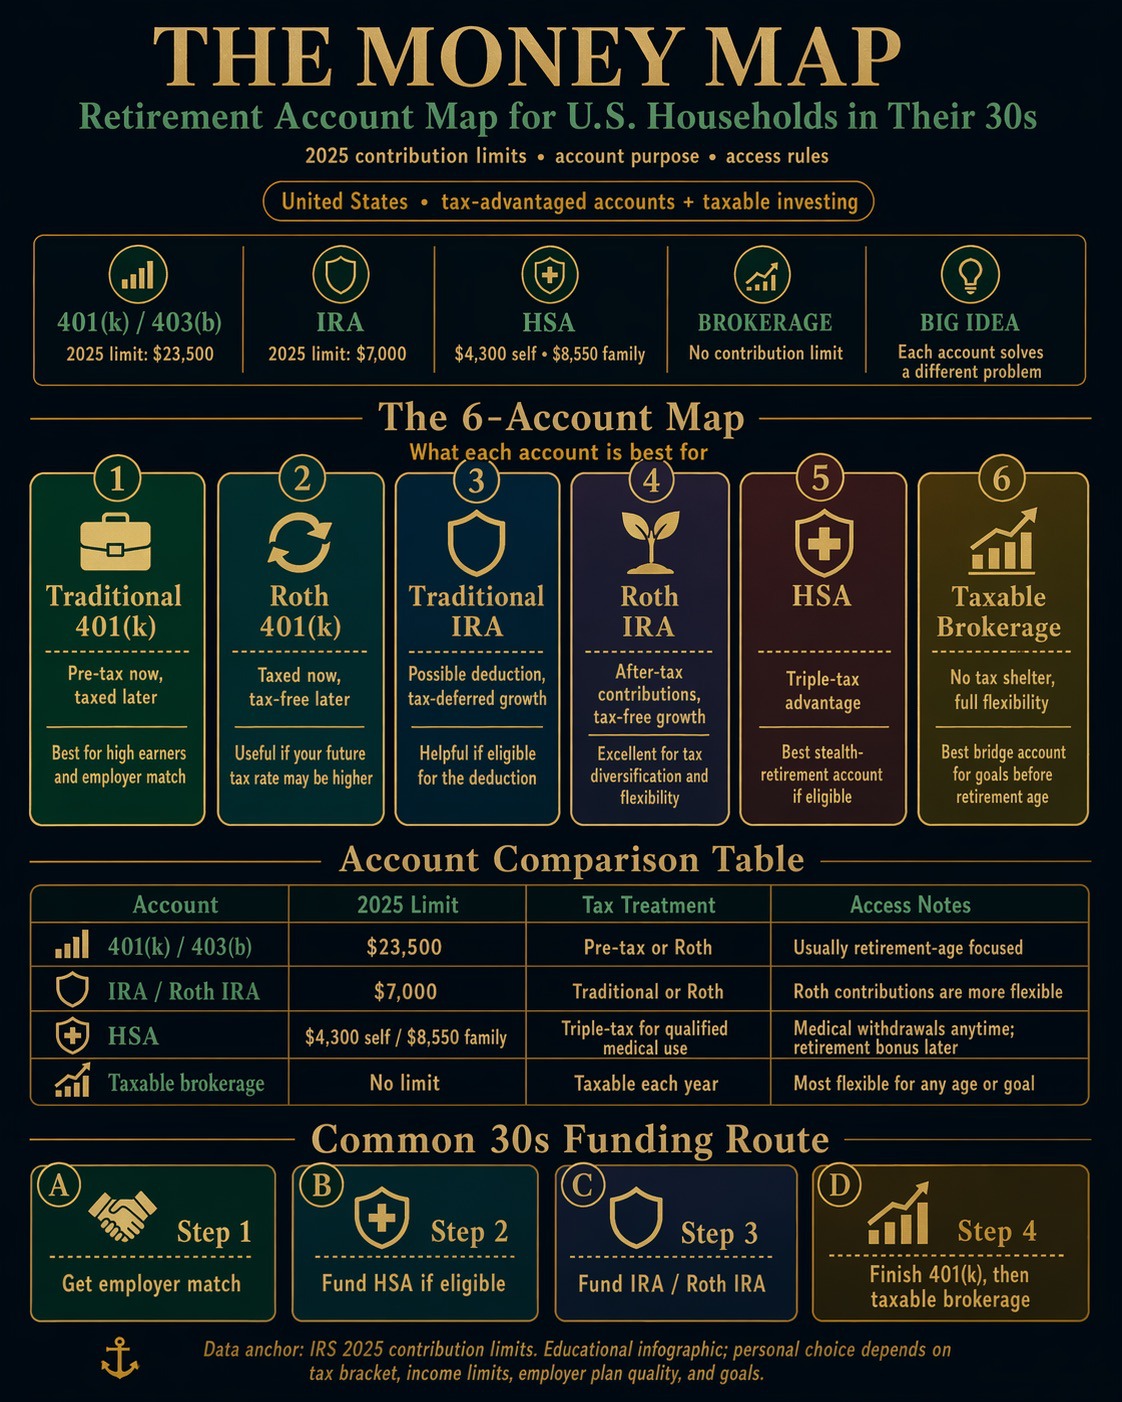 THE MONEY MAP
Retirement Account Map for U.S. Households in Their 30s
2025 contribution limits • account purpose • access rules
United States • tax-advantaged accounts + taxable investing
401(k) / 403(b)
2025 limit: $23,500
IRA
2025 limit: $7,000
HSA
$4,300 self • $8,550 family
BROKERAGE
No contribution limit
BIG IDEA
Each account solves
a different problem
The 6-Account Map
What each account is best for
1
Traditional
401(k)
Pre-tax now,
taxed later
Best for high earners
and employer match
2
Roth
401(k)
Taxed now,
tax-free later
Useful if your future
tax rate may be higher
3
Traditional
IRA
Possible deduction,
tax-deferred growth
Helpful if eligible
for the deduction
4
Roth
IRA
After-tax
contributions,
tax-free growth
Excellent for tax
diversification and
flexibility
5
HSA
Triple-tax
advantage
Best stealth-
retirement account
if eligible
6
Taxable
Brokerage
No tax shelter,
full flexibility
Best bridge account
for goals before
retirement age
Account Comparison Table
Account
2025 Limit
Tax Treatment
Access Notes
401(k) / 403(b)
$23,500
Pre-tax or Roth
Usually retirement-age focused
IRA / Roth IRA
$7,000
Traditional or Roth
Roth contributions are more flexible
HSA
$4,300 self / $8,550 family
Triple-tax for qualified
medical use
Medical withdrawals anytime;
retirement bonus later
Taxable brokerage
No limit
Taxable each year
Most flexible for any age or goal
Common 30s Funding Route
A
Step 1
Get employer match
B
Step 2
Fund HSA if eligible
C
Step 3
Fund IRA / Roth IRA
D
Step 4
Finish 401(k), then
taxable brokerage
Data anchor: IRS 2025 contribution limits. Educational infographic; personal choice depends on
tax bracket, income limits, employer plan quality, and goals.